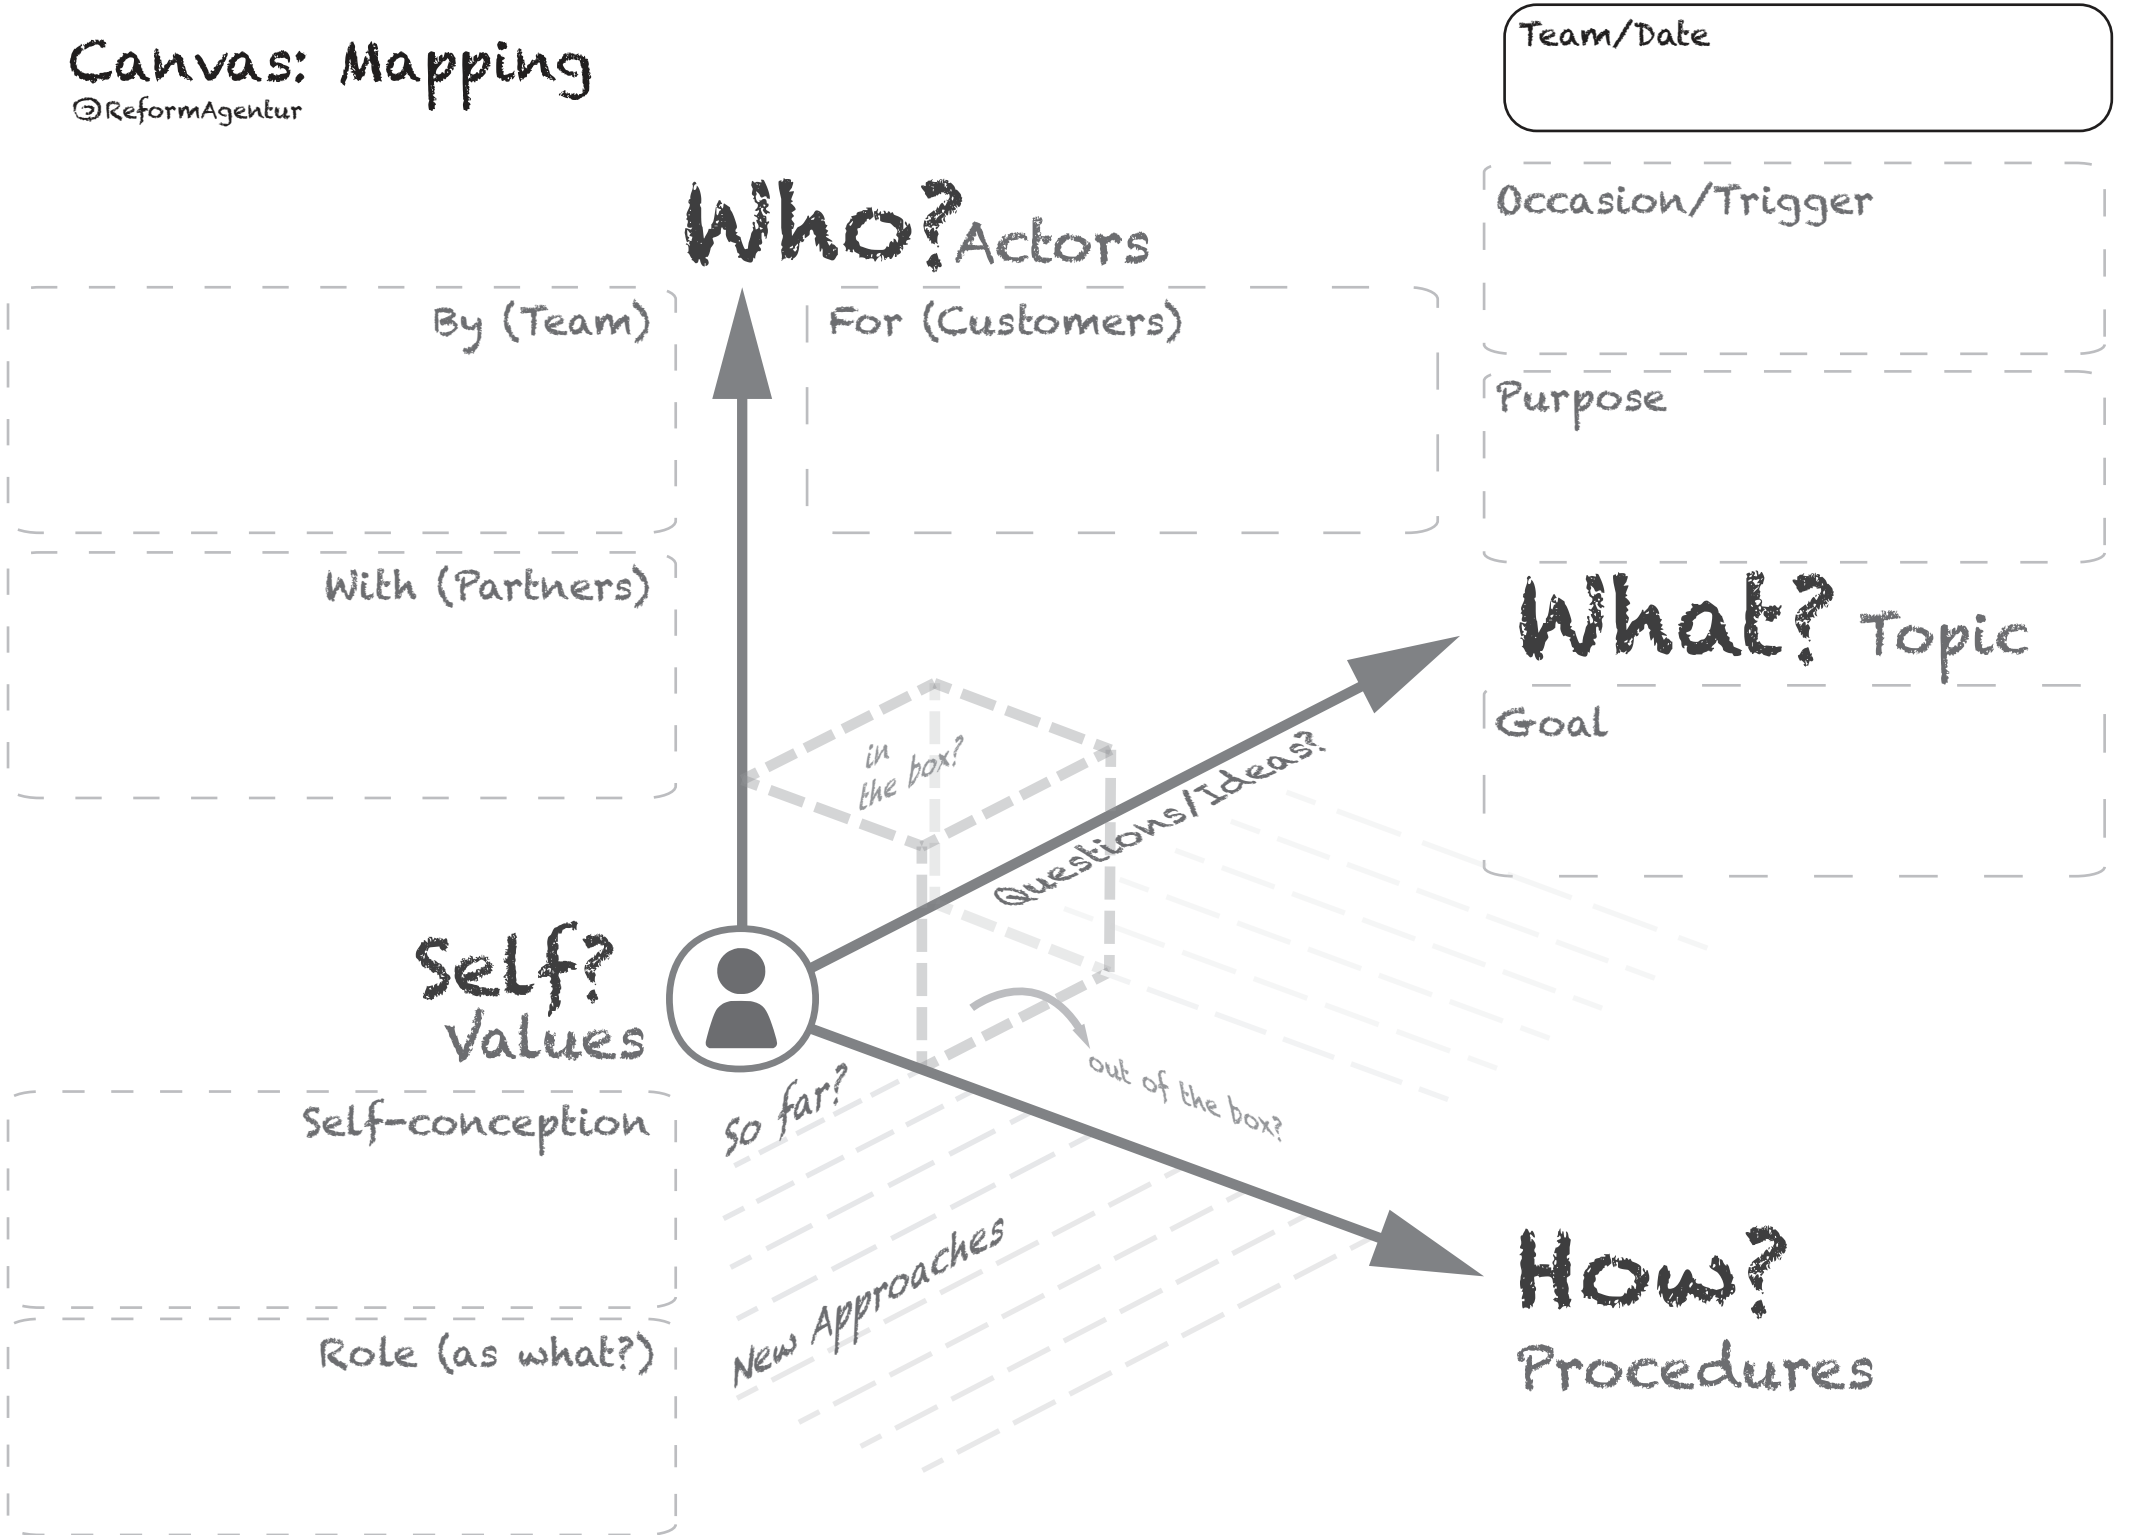 Canvas: Mapping
@ReformAgentur
Team/Date
Who? Actors
Occasion/Trigger
By (Team)
For (Customers)
Purpose
With (Partners)
What? Topic
Goal
in
the box?
Questions/Ideas?
Self?
Values
So far?
out of the box?
Self-conception
New Approaches
How?
Procedures
Role (as what?)